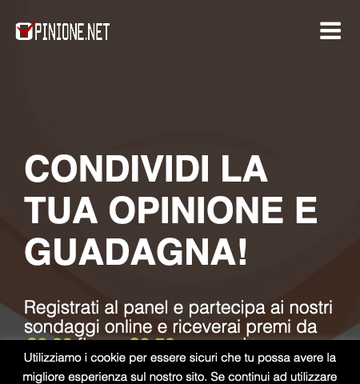 OPINIONE.NET
CONDIVIDI LA
TUA OPINIONE E
GUADAGNA!
Registrati al panel e partecipa ai nostri
sondaggi online e riceverai premi da
Utilizziamo i cookie per essere sicuri che tu possa avere la
migliore esperienza sul nostro sito. Se continui ad utilizzare